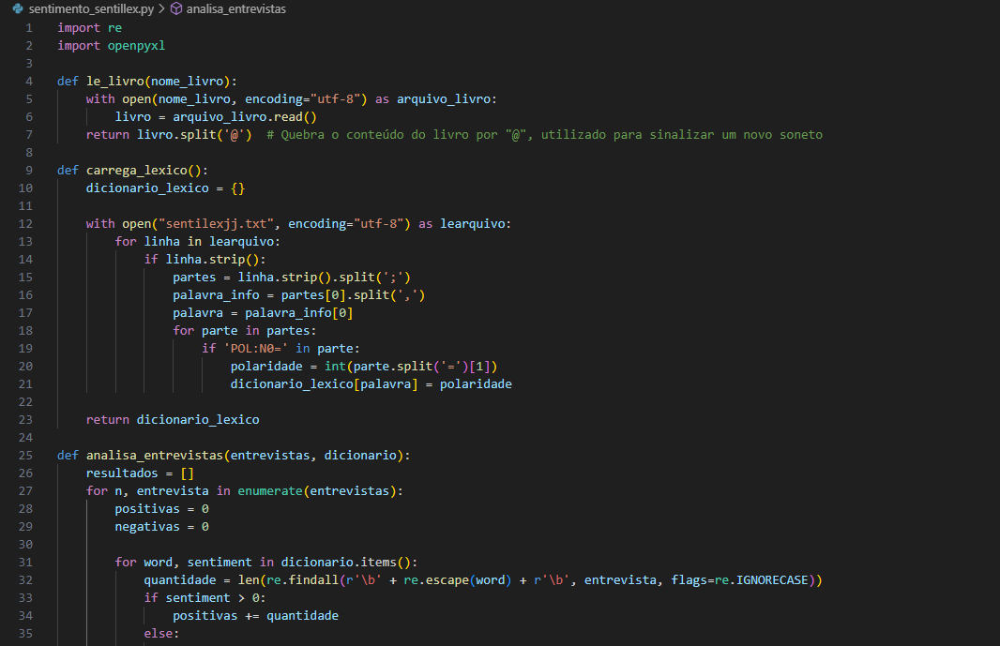 sentimento_sentillex.py > analisa_entrevistas
1 import re
2 import openpyxl
3
4 def le_livro(nome_livro):
5     with open(nome_livro, encoding="utf-8") as arquivo_livro:
6         livro = arquivo_livro.read()
7     return livro.split('@')  # Quebra o conteúdo do livro por "@", utilizado para sinalizar um novo soneto
8
9 def carrega_lexico():
10     dicionario_lexico = {}
11
12     with open("sentilexjj.txt", encoding="utf-8") as learquivo:
13         for linha in learquivo:
14             if linha.strip():
15                 partes = linha.strip().split(';')
16                 palavra_info = partes[0].split(',')
17                 palavra = palavra_info[0]
18                 for parte in partes:
19                     if 'POL:N0=' in parte:
20                         polaridade = int(parte.split('=')[1])
21                         dicionario_lexico[palavra] = polaridade
22
23     return dicionario_lexico
24
25 def analisa_entrevistas(entrevistas, dicionario):
26     resultados = []
27     for n, entrevista in enumerate(entrevistas):
28         positivas = 0
29         negativas = 0
30
31         for word, sentiment in dicionario.items():
32             quantidade = len(re.findall(r'\b' + re.escape(word) + r'\b', entrevista, flags=re.IGNORECASE))
33             if sentiment > 0:
34                 positivas += quantidade
35             else: